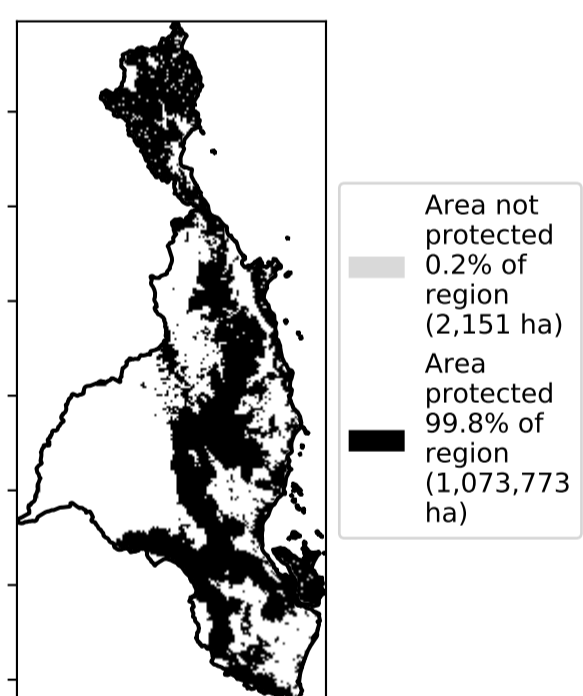 Area not
protected
0.2% of
region
(2,151 ha)
Area
protected
99.8% of
region
(1,073,773
ha)